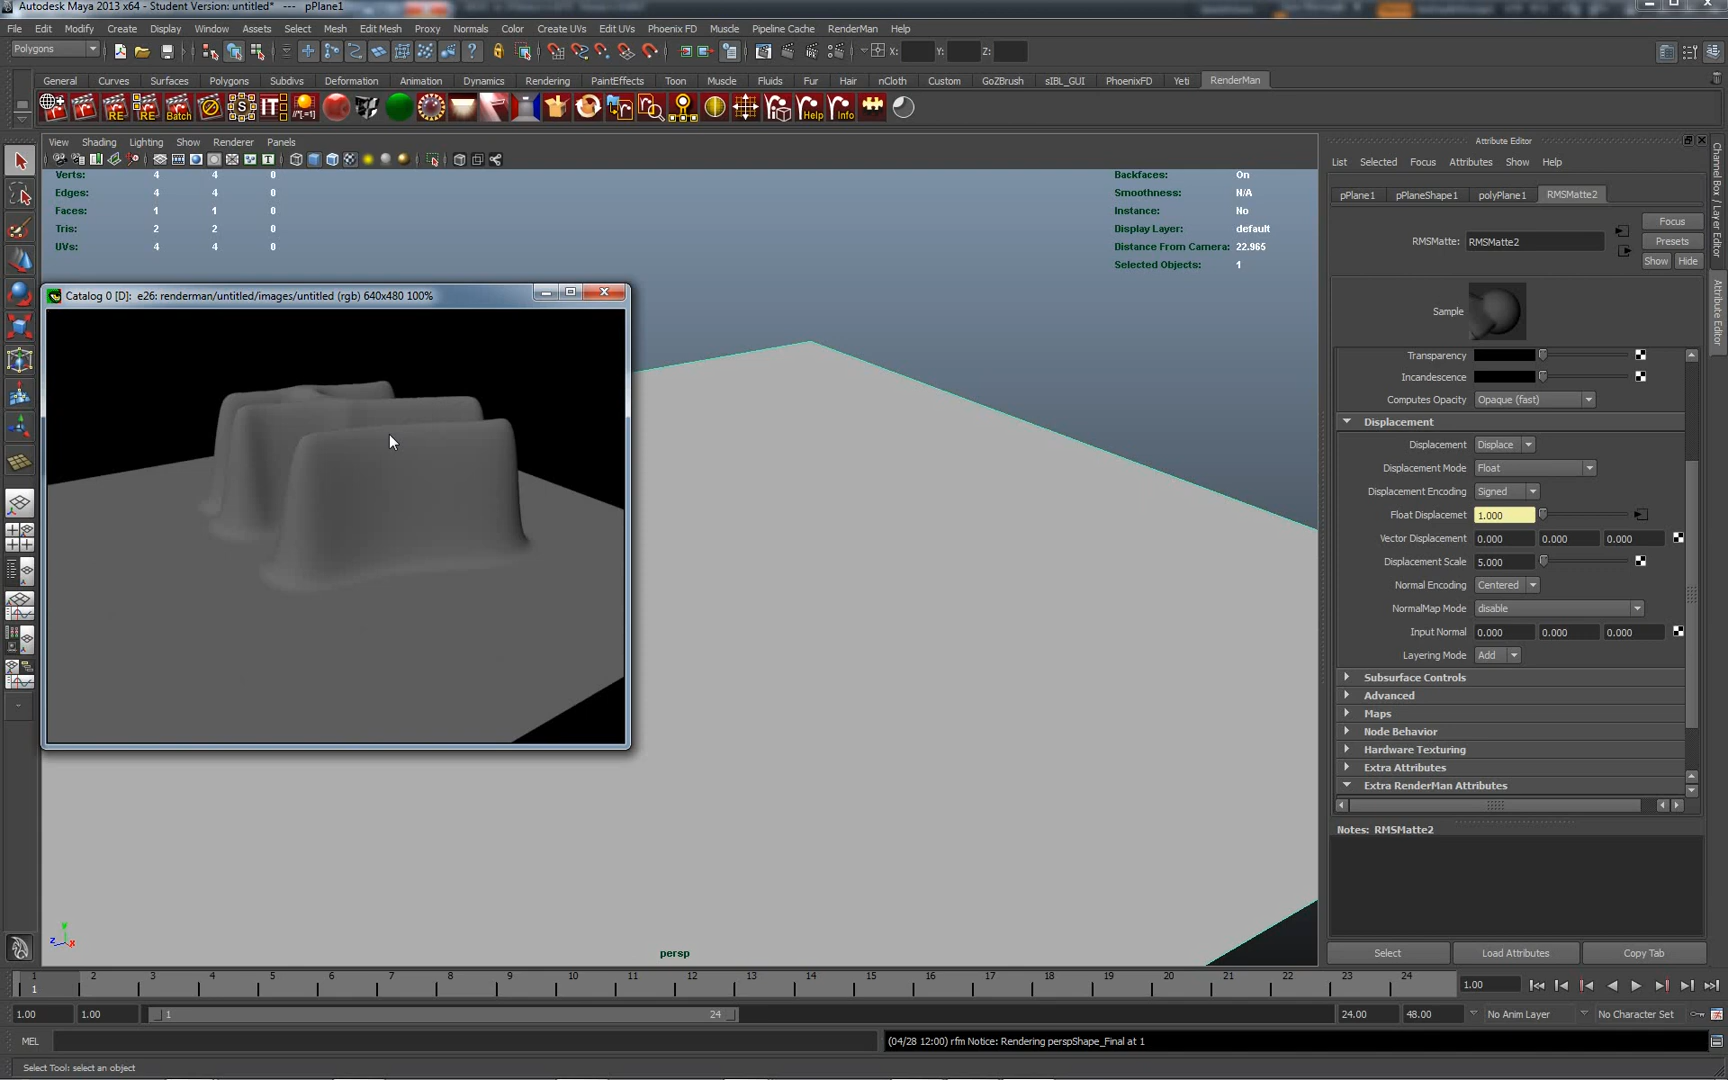 Autodesk Maya 2013 x64 - Student Version: untitled* --- pPlane1
File Edit Modify Create Display Window Assets Select Mesh Edit Mesh Proxy Normals Color Create UVs Edit UVs Phoenix FD Muscle Pipeline Cache RenderMan Help
Polygons X: Y: Z:
General Curves Surfaces Polygons Subdivs Deformation Animation Dynamics Rendering PaintEffects Toon Muscle Fluids Fur Hair nCloth Custom GoZBrush sIBL_GUI PhoenixFD Yeti RenderMan
RE RE Batch S IT Help Info
View Shading Lighting Show Renderer Panels
Verts: 4 4 0
Edges: 4 4 0
Faces: 1 1 0
Tris: 2 2 0
UVs: 4 4 0
Backfaces: On
Smoothness: N/A
Instance: No
Display Layer: default
Distance From Camera: 22.965
Selected Objects: 1
Catalog 0 [D]: e26: renderman/untitled/images/untitled (rgb) 640x480 100%
persp
Attribute Editor
List Selected Focus Attributes Show Help
pPlane1 pPlaneShape1 polyPlane1 RMSMatte2
RMSMatte: RMSMatte2
Focus
Presets
Show Hide
Sample
Transparency
Incandescence
Computes Opacity Opaque (fast)
Displacement
Displacement Displace
Displacement Mode Float
Displacement Encoding Signed
Float Displacemet 1.000
Vector Displacement 0.000 0.000 0.000
Displacement Scale 5.000
Normal Encoding Centered
NormalMap Mode disable
Input Normal 0.000 0.000 0.000
Layering Mode Add
Subsurface Controls
Advanced
Maps
Node Behavior
Hardware Texturing
Extra Attributes
Extra RenderMan Attributes
Notes: RMSMatte2
Select Load Attributes Copy Tab
Channel Box / Layer Editor
Attribute Editor
1 2 3 4 5 6 7 8 9 10 11 12 13 14 15 16 17 18 19 20 21 22 23 24
1 1.00
1.00 1.00 1 24 24.00 48.00 No Anim Layer No Character Set
MEL (04/28 12:00) rfm Notice: Rendering perspShape_Final at 1
Select Tool: select an object